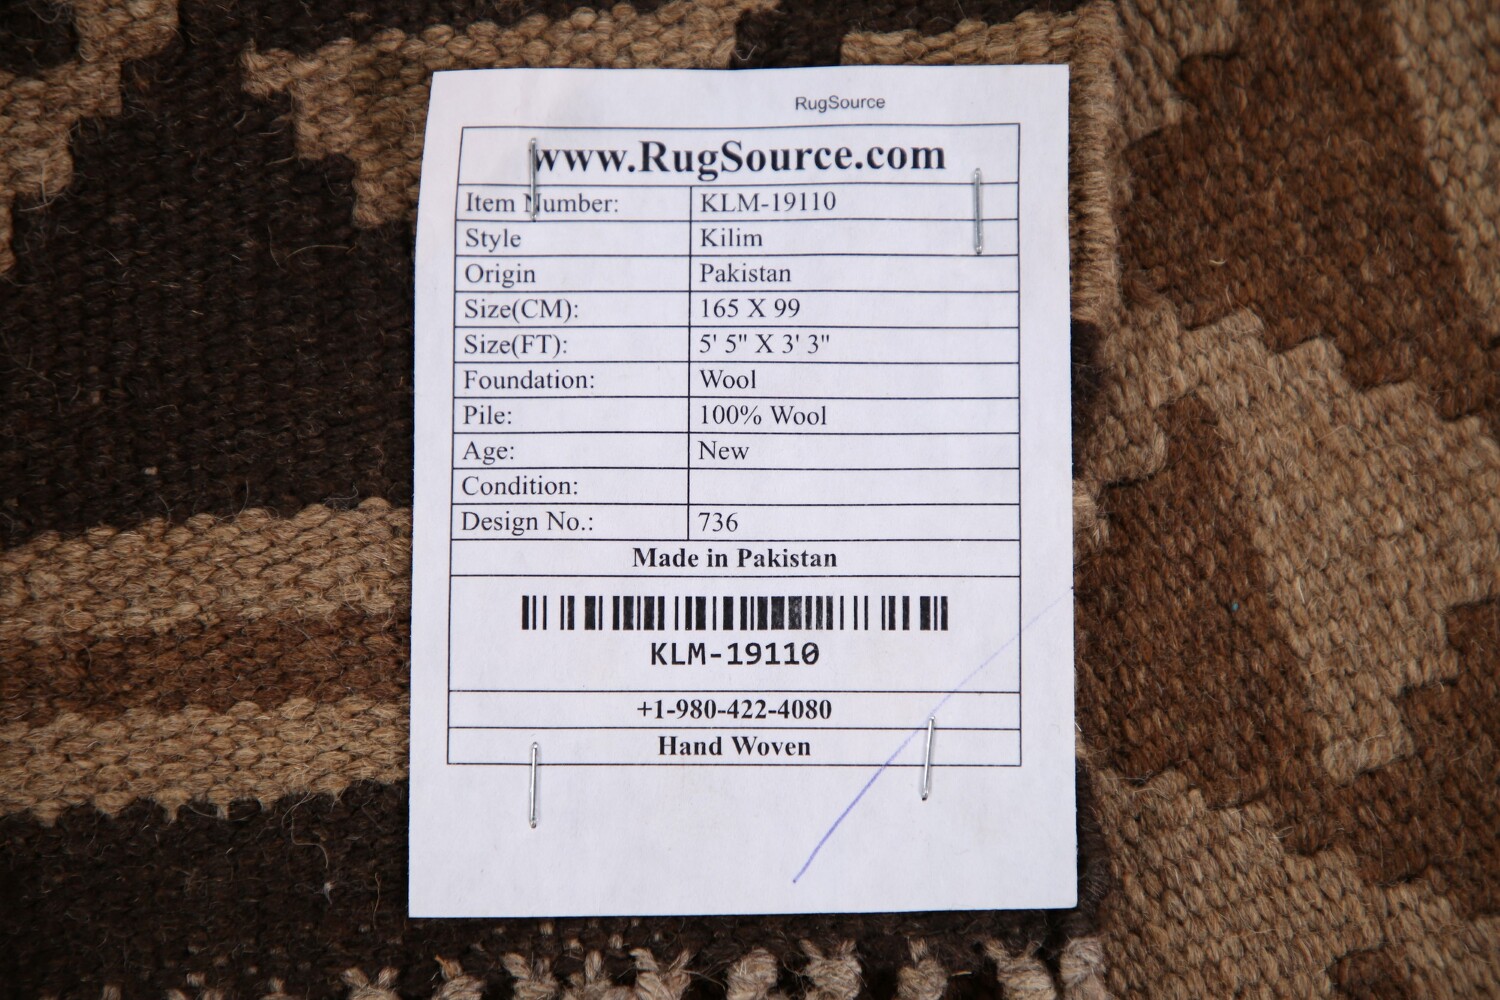 RugSource
www.RugSource.com
Item Number: KLM-19110
Style Kilim
Origin Pakistan
Size(CM): 165 X 99
Size(FT): 5' 5" X 3' 3"
Foundation: Wool
Pile: 100% Wool
Age: New
Condition:
Design No.: 736
Made in Pakistan
KLM-19110
+1-980-422-4080
Hand Woven